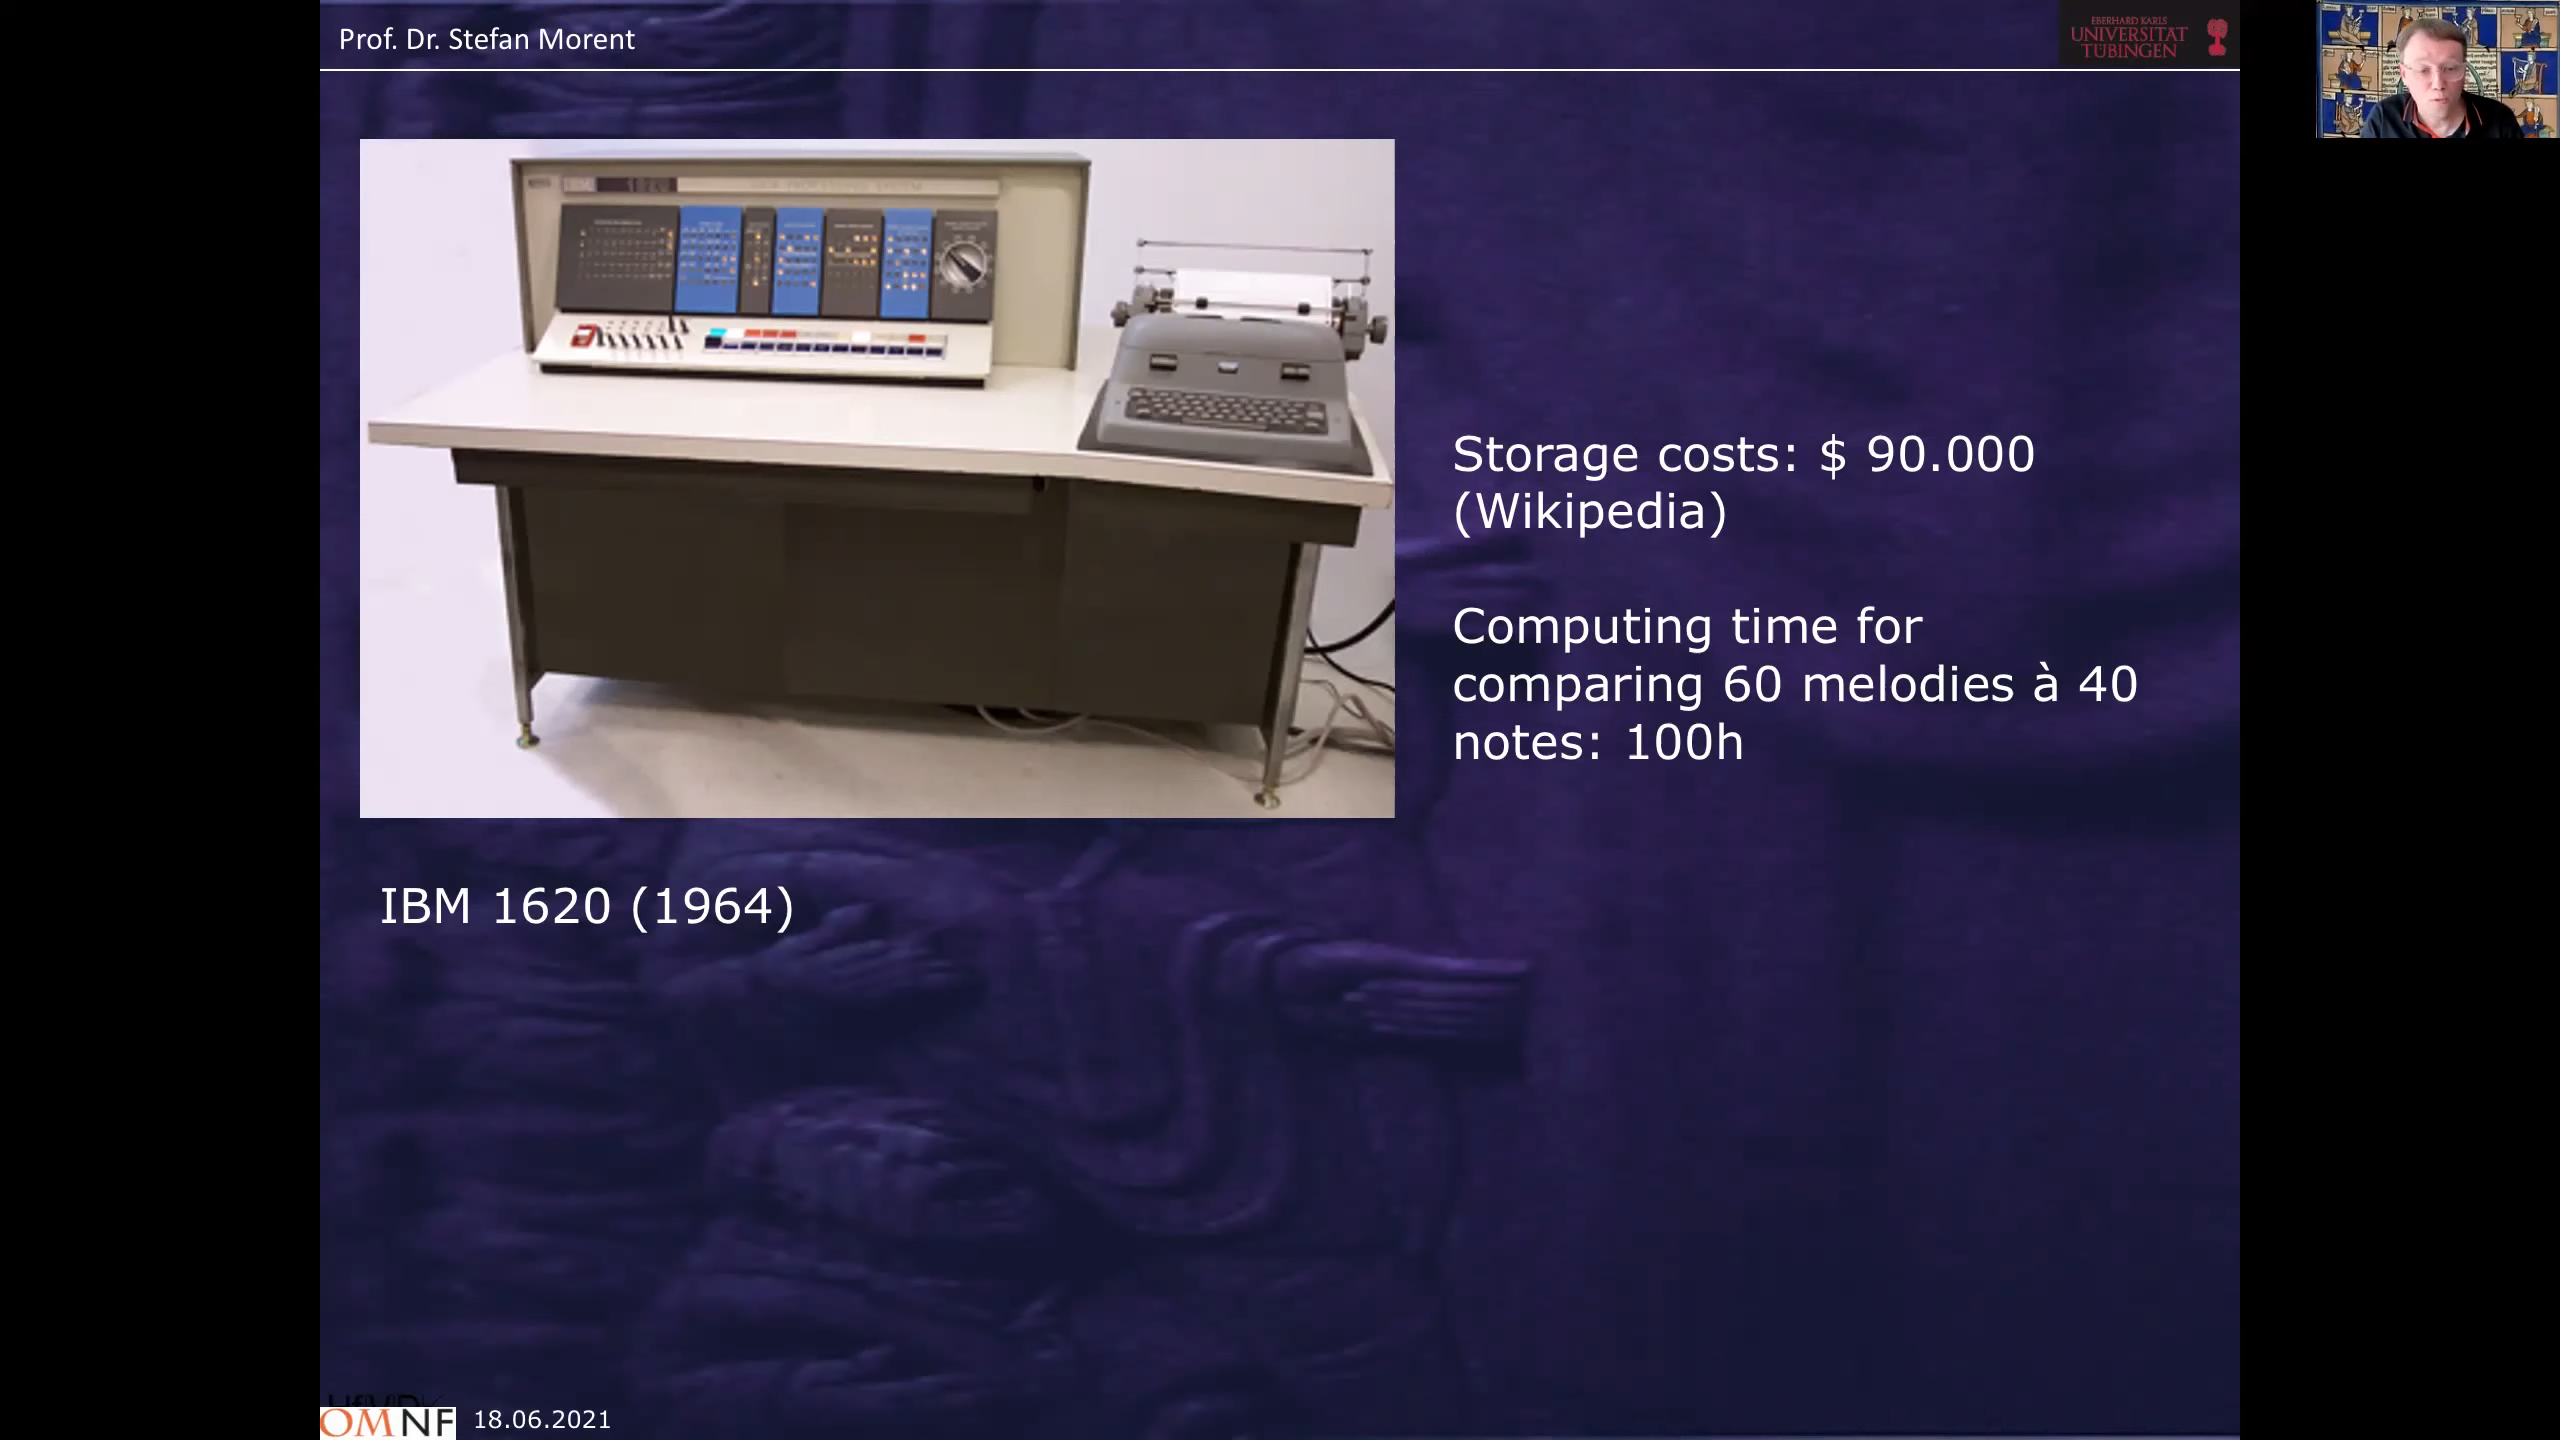 Prof. Dr. Stefan Morent
EBERHARD KARLS
UNIVERSITAT
TÜBINGEN
Storage costs: $ 90.000
(Wikipedia)
Computing time for
comparing 60 melodies à 40
notes: 100h
IBM 1620 (1964)
OMNF
18.06.2021